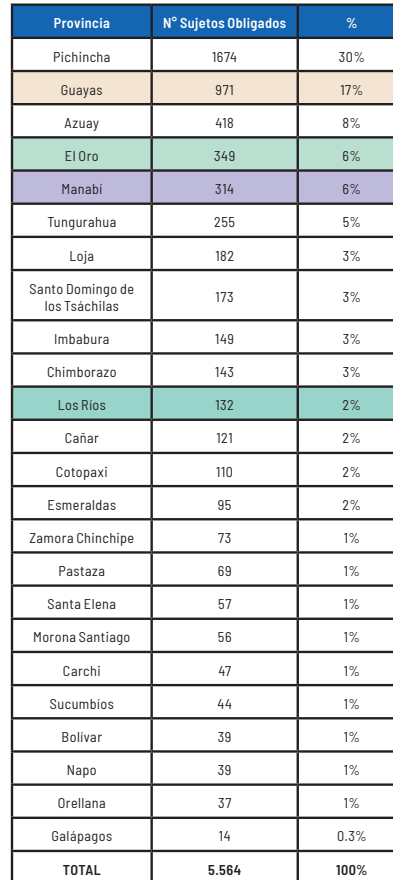 Provincia N° Sujetos Obligados %
Pichincha 1674 30%
Guayas 971 17%
Azuay 418 8%
El Oro 349 6%
Manabí 314 6%
Tungurahua 255 5%
Loja 182 3%
Santo Domingo de
los Tsáchilas 173 3%
Imbabura 149 3%
Chimborazo 143 3%
Los Ríos 132 2%
Cañar 121 2%
Cotopaxi 110 2%
Esmeraldas 95 2%
Zamora Chinchipe 73 1%
Pastaza 69 1%
Santa Elena 57 1%
Morona Santiago 56 1%
Carchi 47 1%
Sucumbíos 44 1%
Bolívar 39 1%
Napo 39 1%
Orellana 37 1%
Galápagos 14 0.3%
TOTAL 5.564 100%